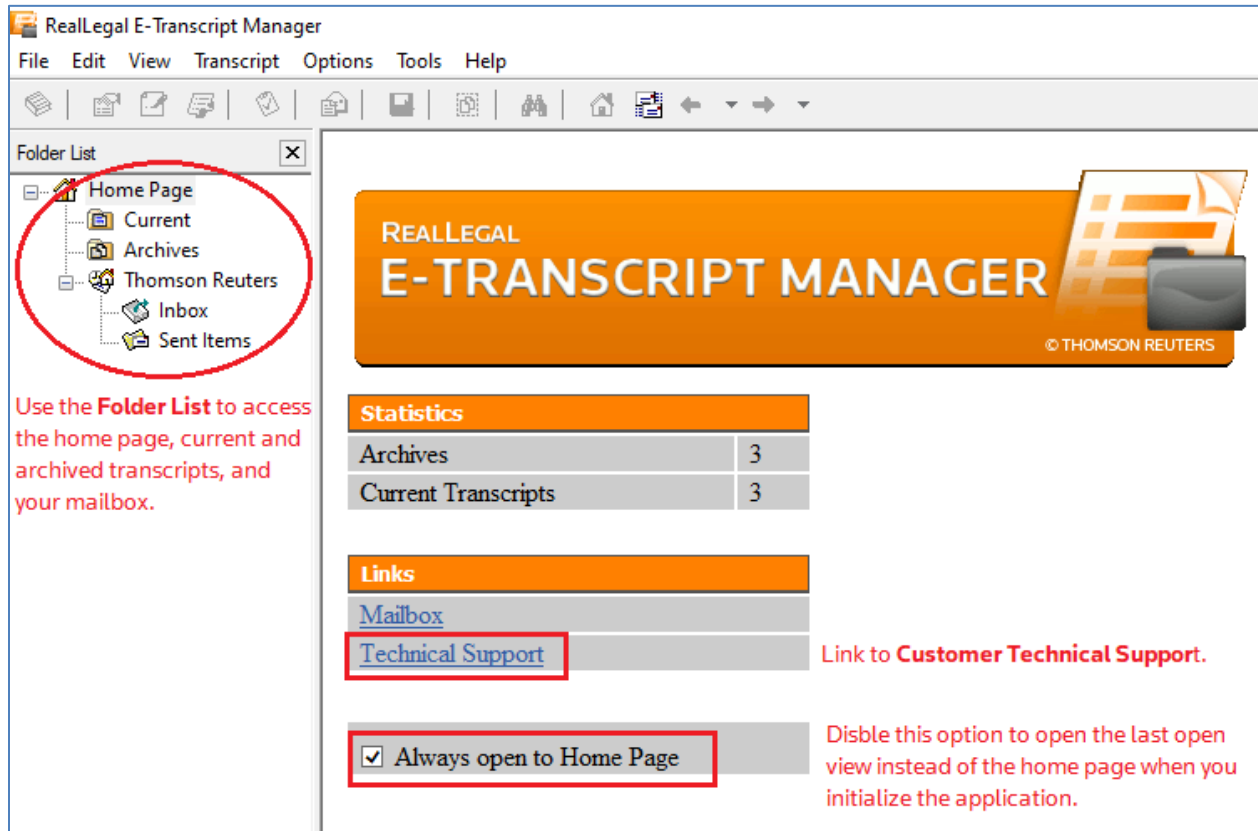 RealLegal E-Transcript Manager
File Edit View Transcript Options Tools Help
Folder List
Home Page
Current
Archives
Thomson Reuters
Inbox
Sent Items
Use the Folder List to access
the home page, current and
archived transcripts, and
your mailbox.
REALLEGAL
E-TRANSCRIPT MANAGER
© THOMSON REUTERS
Statistics
Archives 3
Current Transcripts 3
Links
Mailbox
Technical Support
Link to Customer Technical Support.
Always open to Home Page
Disble this option to open the last open
view instead of the home page when you
initialize the application.